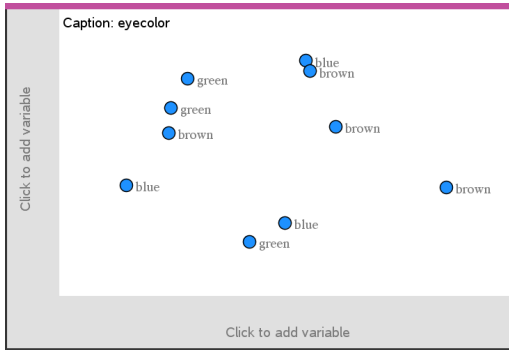 Caption: eyecolor
blue
brown
green
green
brown
brown
blue
brown
blue
green
Click to add variable
Click to add variable